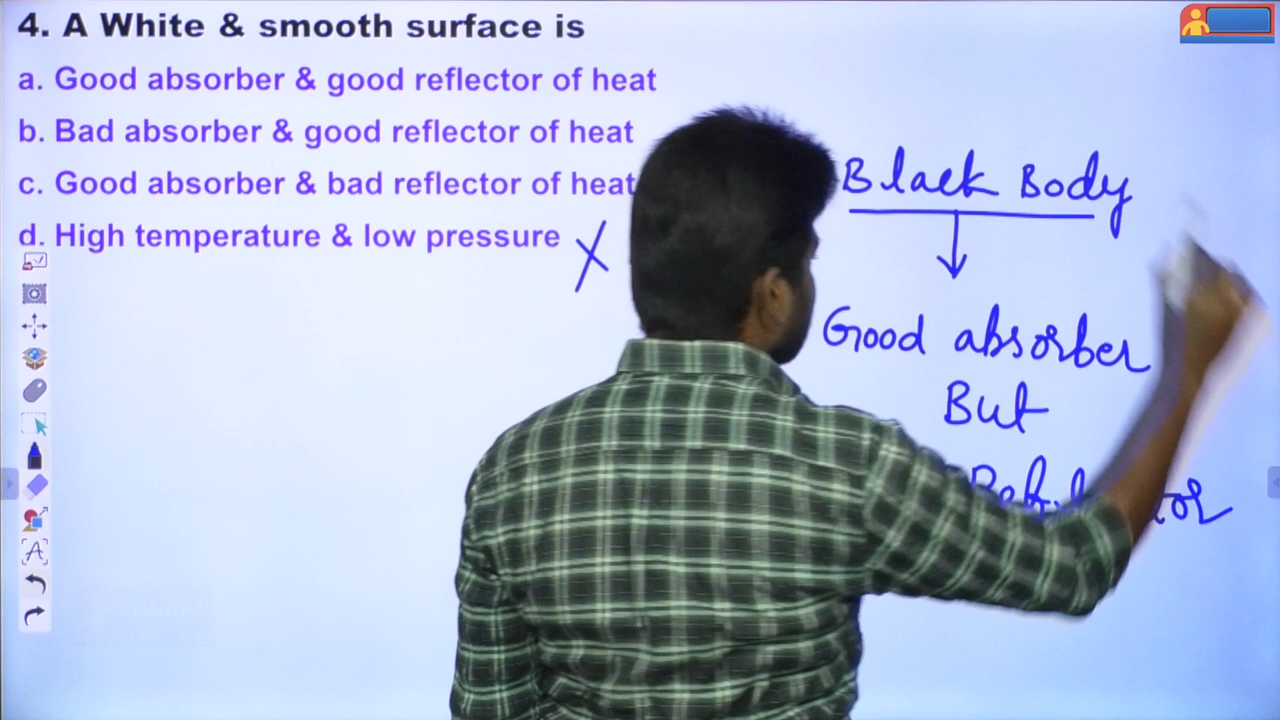 4. A White & smooth surface is
a. Good absorber & good reflector of heat
b. Bad absorber & good reflector of heat
c. Good absorber & bad reflector of heat
d. High temperature & low pressure X
Black Body
Good absorber
But